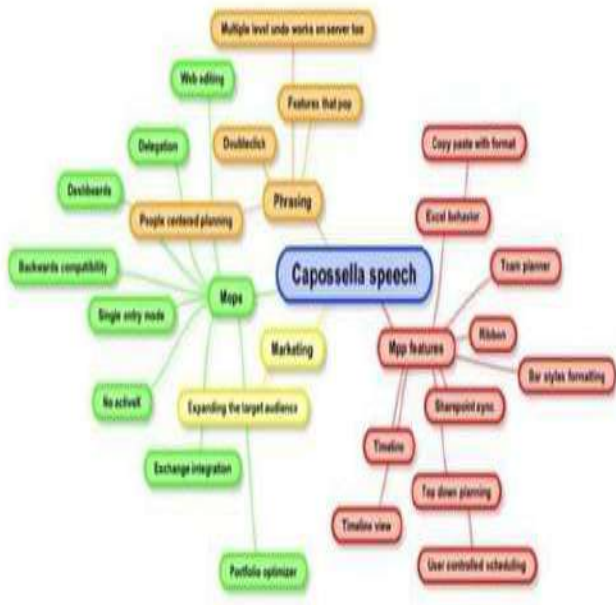 Multiple level undo works on server too
Web editing
Features that pop
Doubleclick
Copy paste with format
Delegation
Dashboards
Phrasing
People centered planning
Excel behavior
Backwards compatibility
Capossella speech
Team planner
Mops
Single entry mode
Ribbon
Marketing
Mpp features
Bar styles formatting
No activeX
Expanding the target audience
Sharepoint sync
Timeline
Exchange integration
Top down planning
Timeline view
Portfolio optimizer
User controlled scheduling